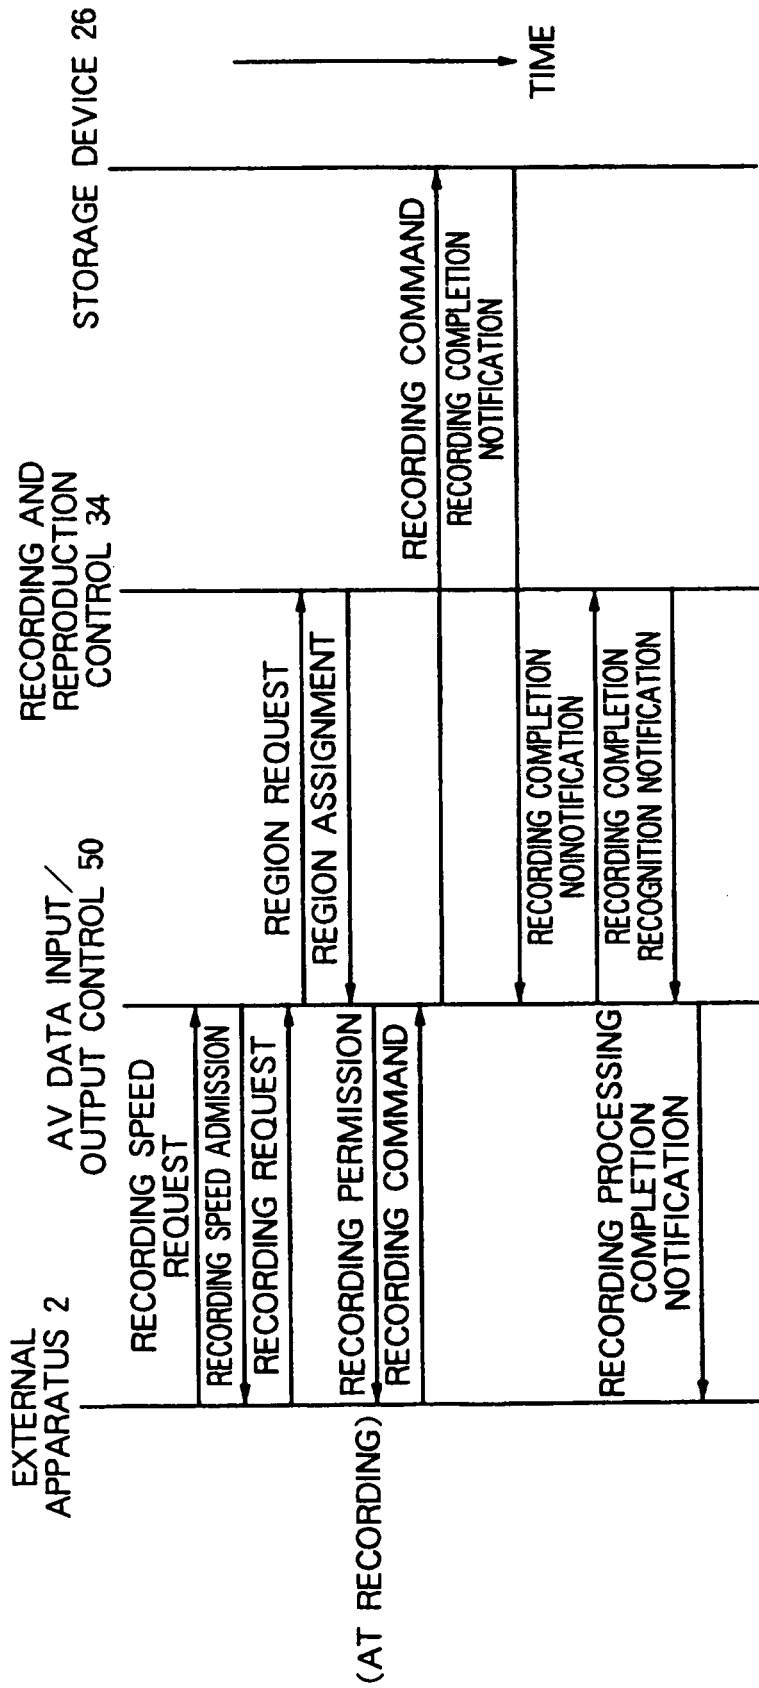 EXTERNAL
APPARATUS 2
AV DATA INPUT/
OUTPUT CONTROL 50
RECORDING AND
REPRODUCTION
CONTROL 34
STORAGE DEVICE 26
(AT RECORDING)
RECORDING SPEED
REQUEST
RECORDING SPEED ADMISSION
RECORDING REQUEST
REGION REQUEST
REGION ASSIGNMENT
RECORDING PERMISSION
RECORDING COMMAND
RECORDING COMMAND
RECORDING COMPLETION
NOTIFICATION
RECORDING COMPLETION
NOINOTIFICATION
RECORDING COMPLETION
RECOGNITION NOTIFICATION
RECORDING PROCESSING
COMPLETION
NOTIFICATION
TIME